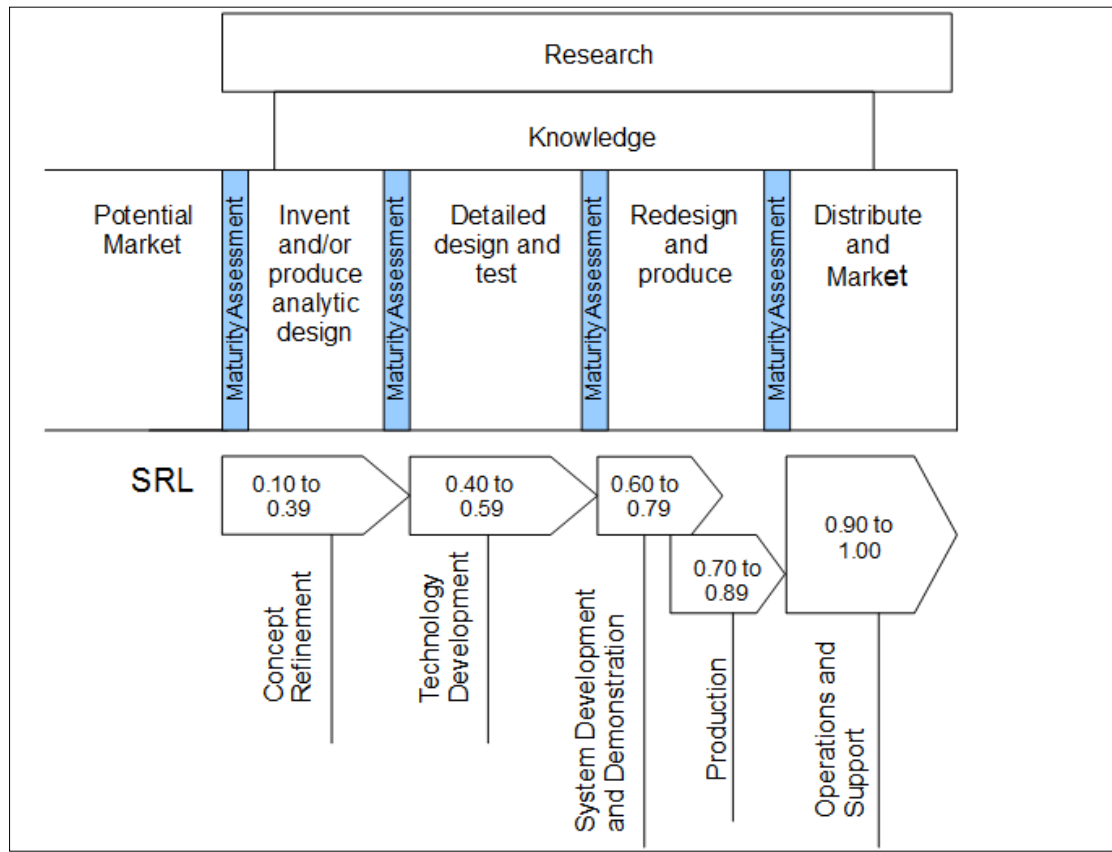 Research
Knowledge
Potential
Market
Maturity Assessment
Invent
and/or
produce
analytic
design
Maturity Assessment
Detailed
design and
test
Maturity Assessment
Redesign
and
produce
Maturity Assessment
Distribute
and
Market
SRL
0.10 to
0.39
0.40 to
0.59
0.60 to
0.79
0.70 to
0.89
0.90 to
1.00
Concept
Refinement
Technology
Development
System Development
and Demonstration
Production
Operations and
Support